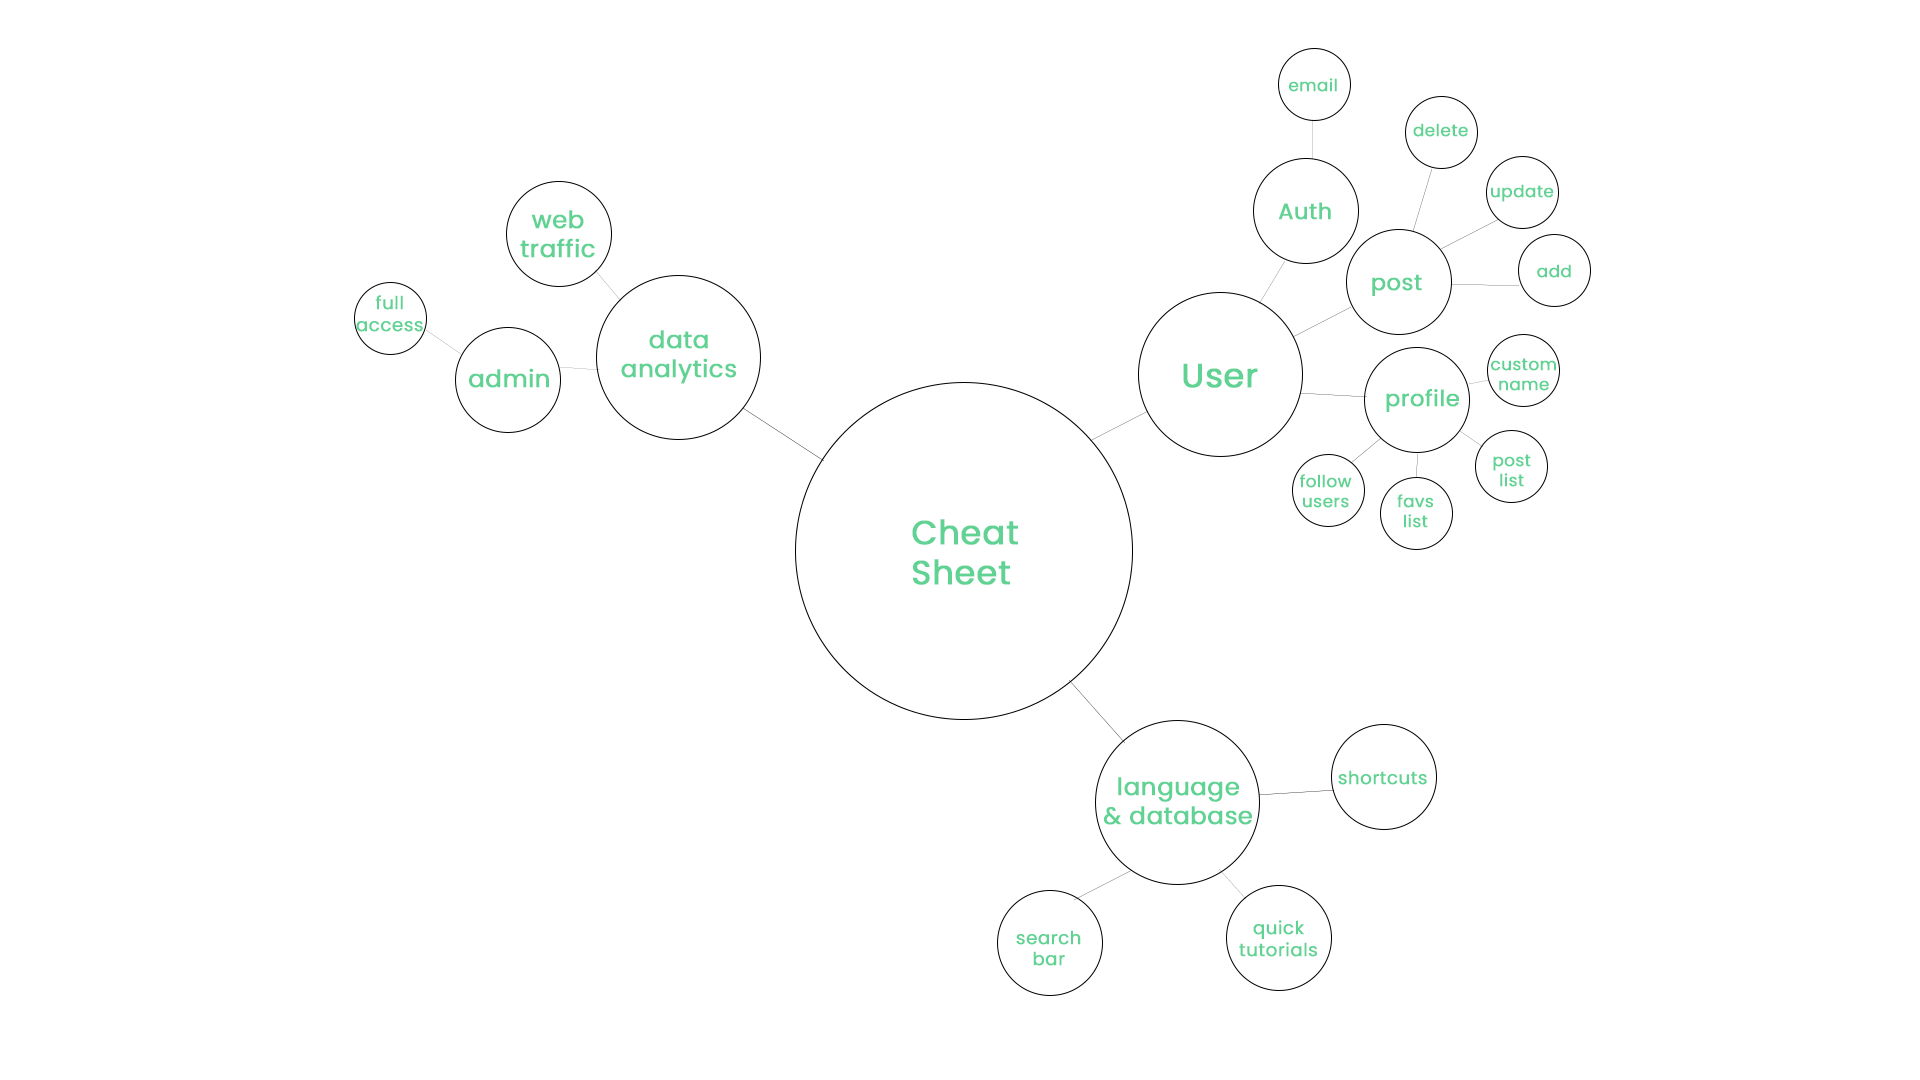 email
delete
update
Auth
add
post
web
traffic
full
access
data
analytics
admin
User
custom
name
profile
post
list
follow
users
favs
list
Cheat
Sheet
language
& database
shortcuts
search
bar
quick
tutorials